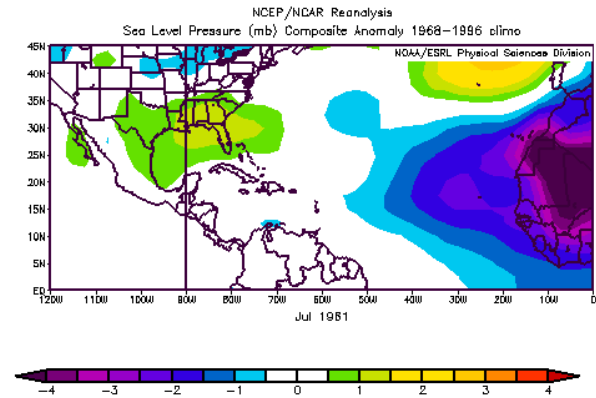 NCEP/NCAR Reanalysis
Sea Level Pressure (mb) Composite Anomaly 1968-1996 climo
NOAA/ESRL Physical Sciences Division
45N
40N
35N
30N
25N
20N
15N
10N
5N
EQ
120W 110W 100W 90W 80W 70W 60W 50W 40W 30W 20W 10W 0
Jul 1961
-4 -3 -2 -1 0 1 2 3 4